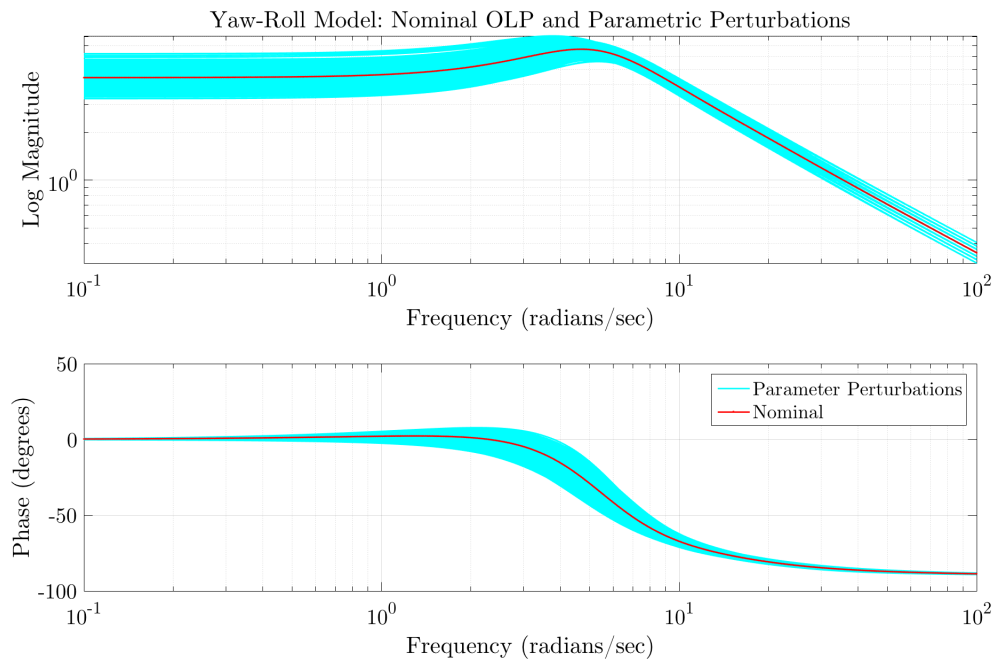 Yaw-Roll Model: Nominal OLP and Parametric Perturbations
Log Magnitude
10^0
10^-1 10^0 10^1 10^2
Frequency (radians/sec)
Phase (degrees)
50
0
-50
-100
Parameter Perturbations
Nominal
10^-1 10^0 10^1 10^2
Frequency (radians/sec)